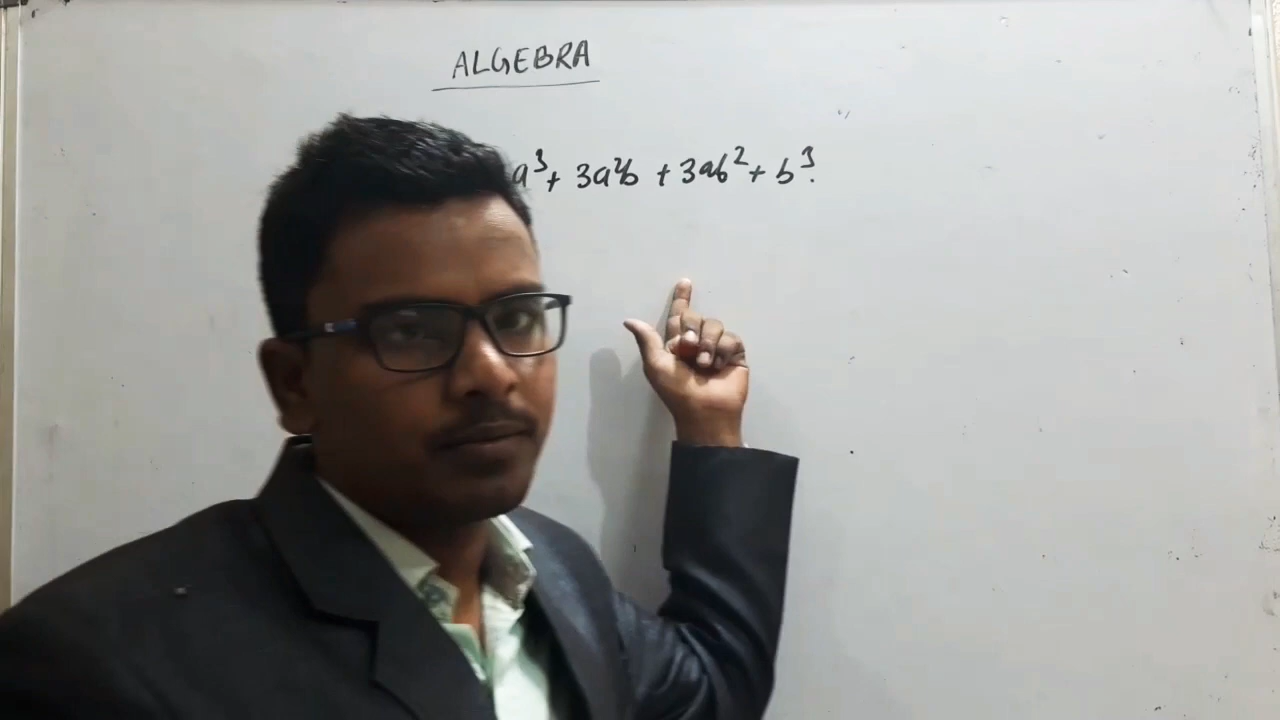 ALGEBRA
a³ + 3a²b + 3ab² + b³.